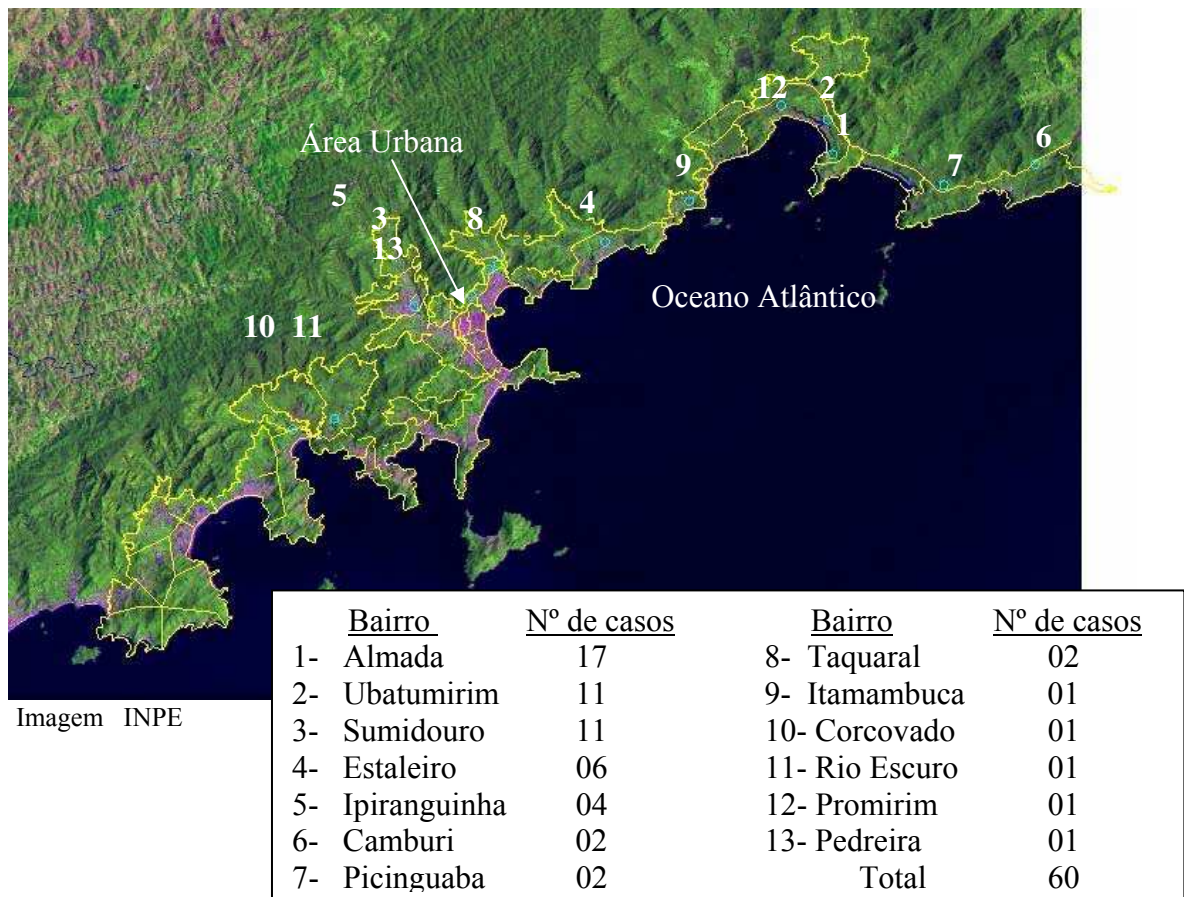 12 2
1
6
Área Urbana
9
7
5
4
3
8
13
Oceano Atlântico
10 11
Imagem INPE
Bairro Nº de casos Bairro Nº de casos
1- Almada 17 8- Taquaral 02
2- Ubatumirim 11 9- Itamambuca 01
3- Sumidouro 11 10- Corcovado 01
4- Estaleiro 06 11- Rio Escuro 01
5- Ipiranguinha 04 12- Promirim 01
6- Camburi 02 13- Pedreira 01
7- Picinguaba 02 Total 60